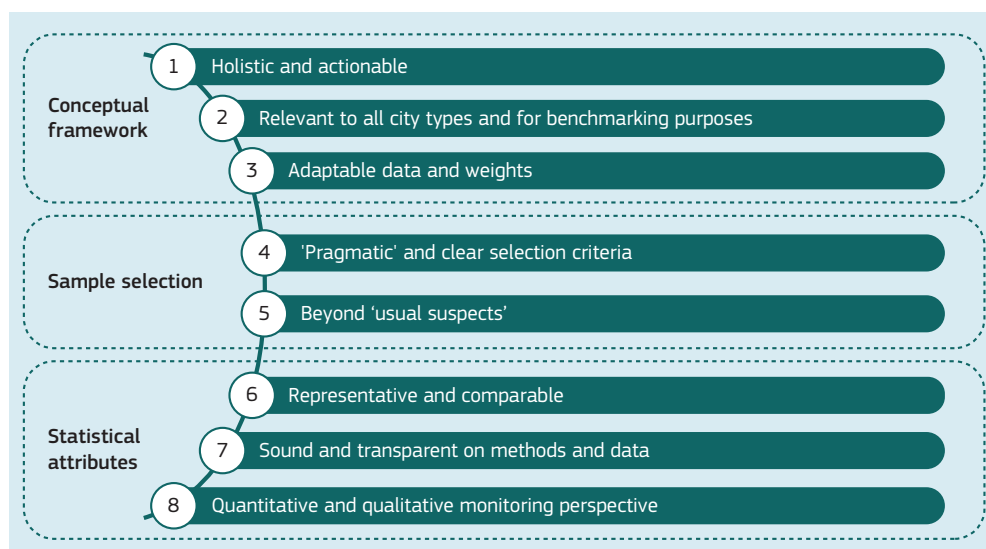 Conceptual
framework
1 Holistic and actionable
2 Relevant to all city types and for benchmarking purposes
3 Adaptable data and weights
Sample selection
4 'Pragmatic' and clear selection criteria
5 Beyond ‘usual suspects’
Statistical
attributes
6 Representative and comparable
7 Sound and transparent on methods and data
8 Quantitative and qualitative monitoring perspective